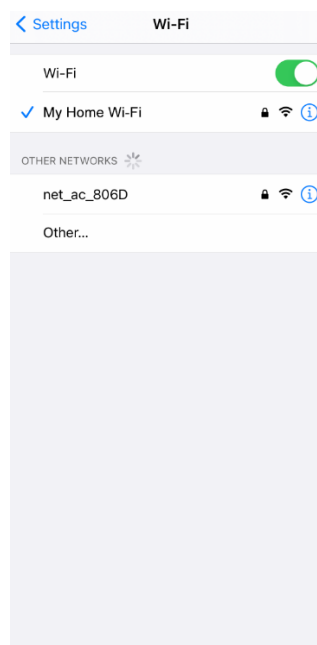 Settings Wi-Fi
Wi-Fi
My Home Wi-Fi
OTHER NETWORKS
net_ac_806D
Other...